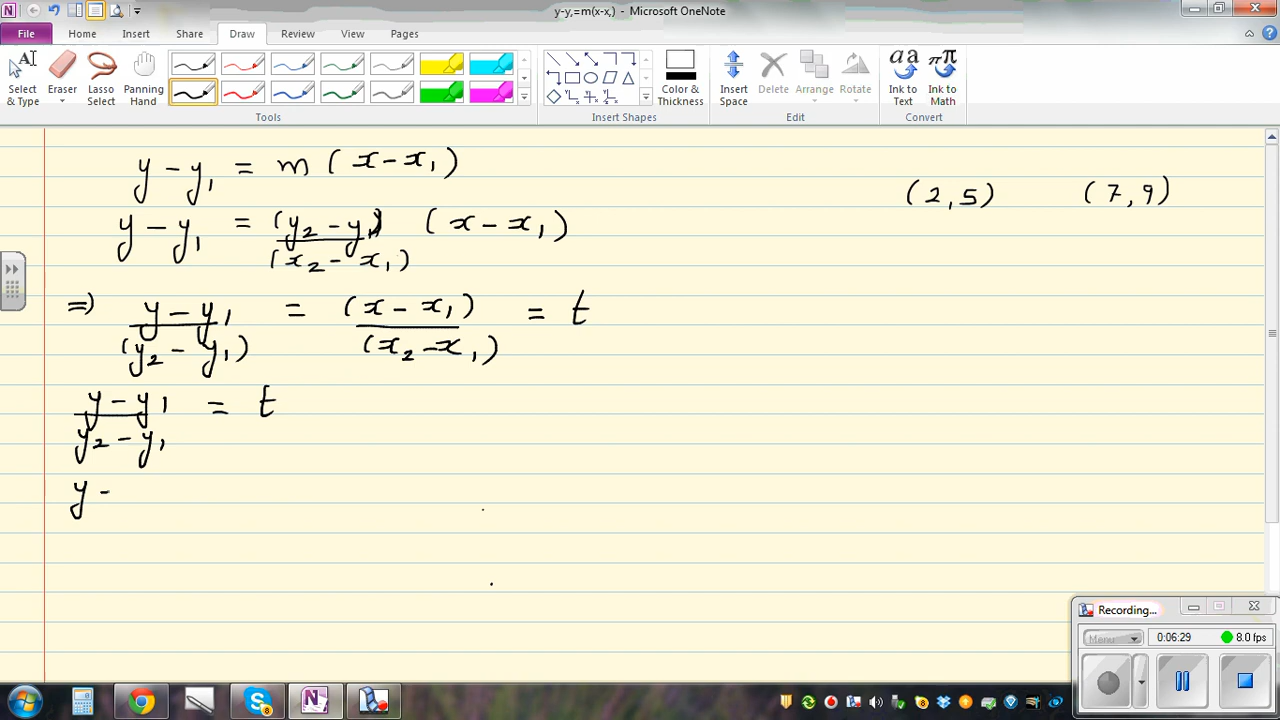 y-y,=m(x-x,) - Microsoft OneNote
File Home Insert Share Draw Review View Pages
Select & Type Eraser Lasso Select Panning Hand Color & Thickness Insert Space Delete Arrange Rotate Ink to Text Ink to Math
Tools Insert Shapes Edit Convert
y - y₁ = m (x - x₁)
(2,5) (7,9)
y - y₁ = (y₂ - y₁)/(x₂ - x₁) (x - x₁)
⇒) (y - y₁)/(y₂ - y₁) = (x - x₁)/(x₂ - x₁) = t
(y - y₁)/(y₂ - y₁) = t
y -
Recording...
Menu 0:06:29 8.0 fps